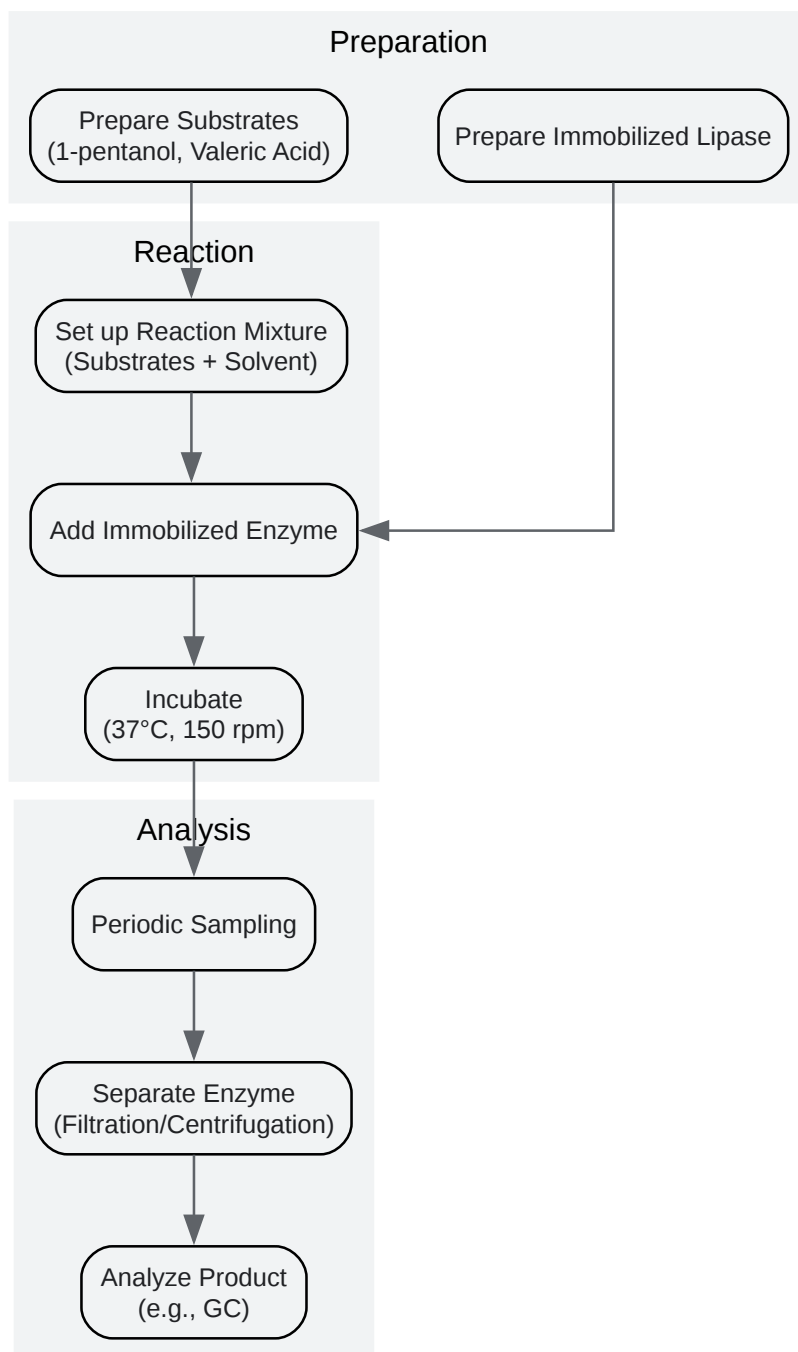 Preparation
Prepare Substrates
(1-pentanol, Valeric Acid)
Prepare Immobilized Lipase
Reaction
Set up Reaction Mixture
(Substrates + Solvent)
Add Immobilized Enzyme
Incubate
(37°C, 150 rpm)
Analysis
Periodic Sampling
Separate Enzyme
(Filtration/Centrifugation)
Analyze Product
(e.g., GC)